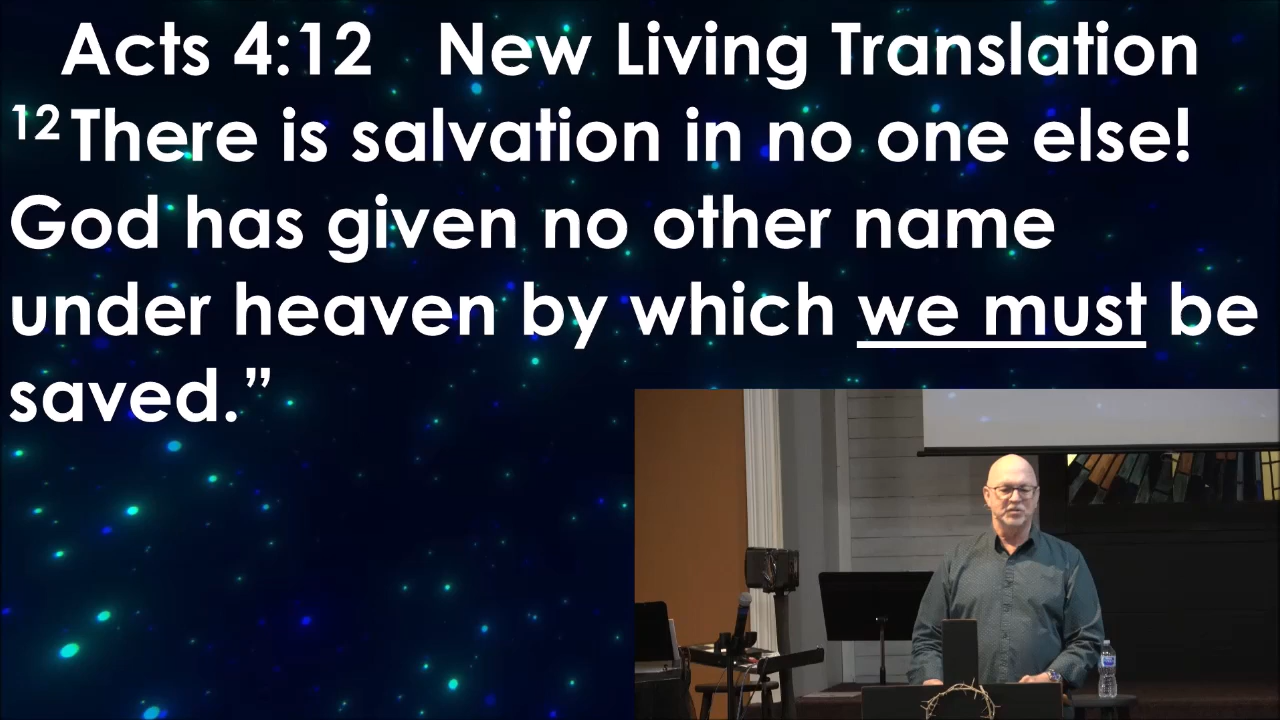 Acts 4:12 New Living Translation
12 There is salvation in no one else!
God has given no other name
under heaven by which we must be
saved.”